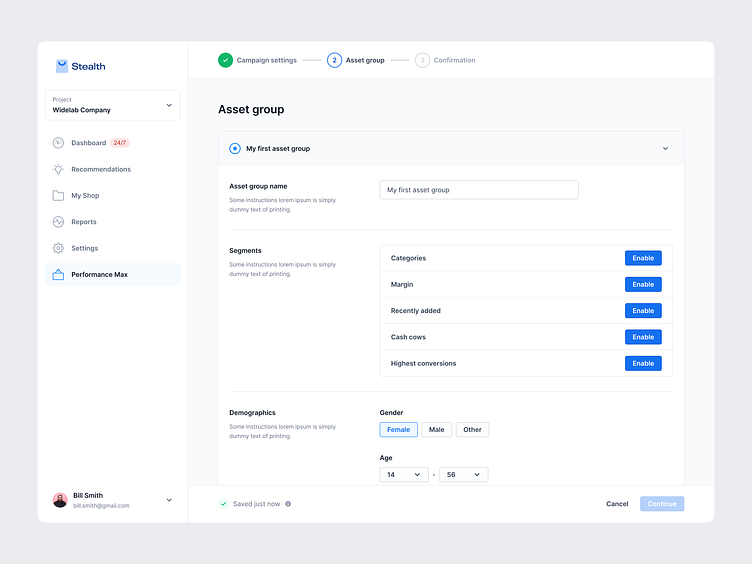 Stealth
Project
Widelab Company
Dashboard 24/7
Recommendations
My Shop
Reports
Settings
Performance Max
Bill Smith
bill.smith@gmail.com
Campaign settings 2 Asset group 3 Confirmation
Asset group
My first asset group
Asset group name
Some instructions lorem ipsum is simply
dummy text of printing.
My first asset group
Segments
Some instructions lorem ipsum is simply
dummy text of printing.
Categories Enable
Margin Enable
Recently added Enable
Cash cows Enable
Highest conversions Enable
Demographics
Some instructions lorem ipsum is simply
dummy text of printing.
Gender
Female Male Other
Age
14 - 56
Saved just now
Cancel Continue